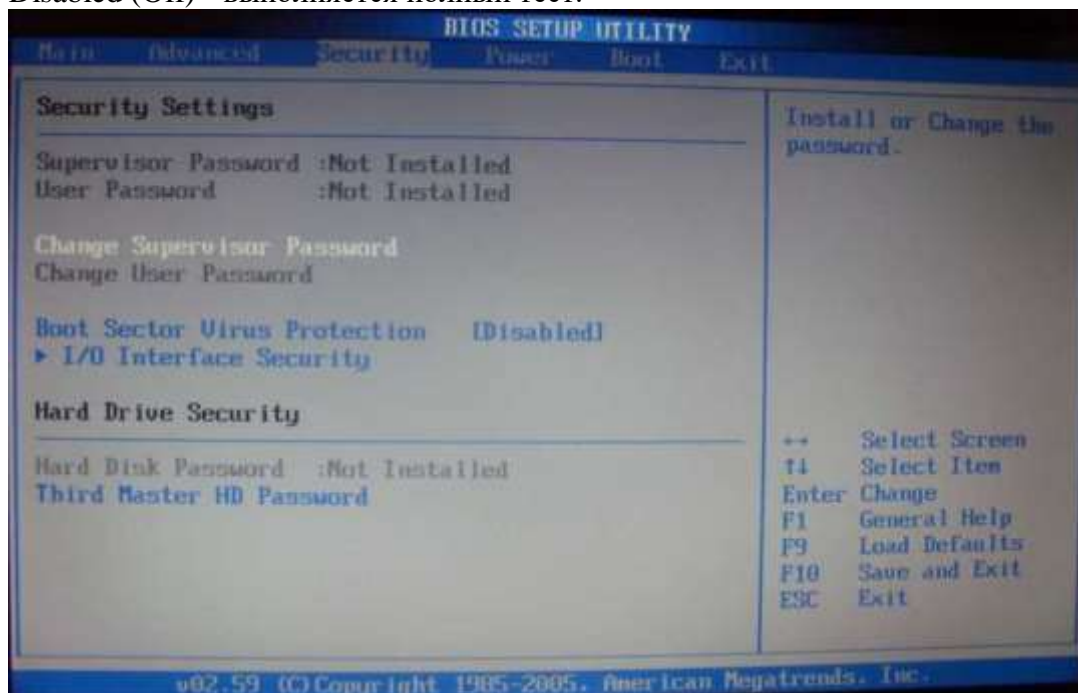 Disabled (Off) - выполняется полный тест.
BIOS SETUP UTILITY
Main Advanced Security Power Boot Exit
Security Settings
Supervisor Password :Not Installed
User Password :Not Installed
Change Supervisor Password
Change User Password
Boot Sector Virus Protection [Disabled]
▶ I/O Interface Security
Hard Drive Security
Hard Disk Password :Not Installed
Third Master HD Password
Install or Change the
password.
↔ Select Screen
↑↓ Select Item
Enter Change
F1 General Help
F9 Load Defaults
F10 Save and Exit
ESC Exit
v02.59 (C)Copyright 1985-2005, American Megatrends, Inc.